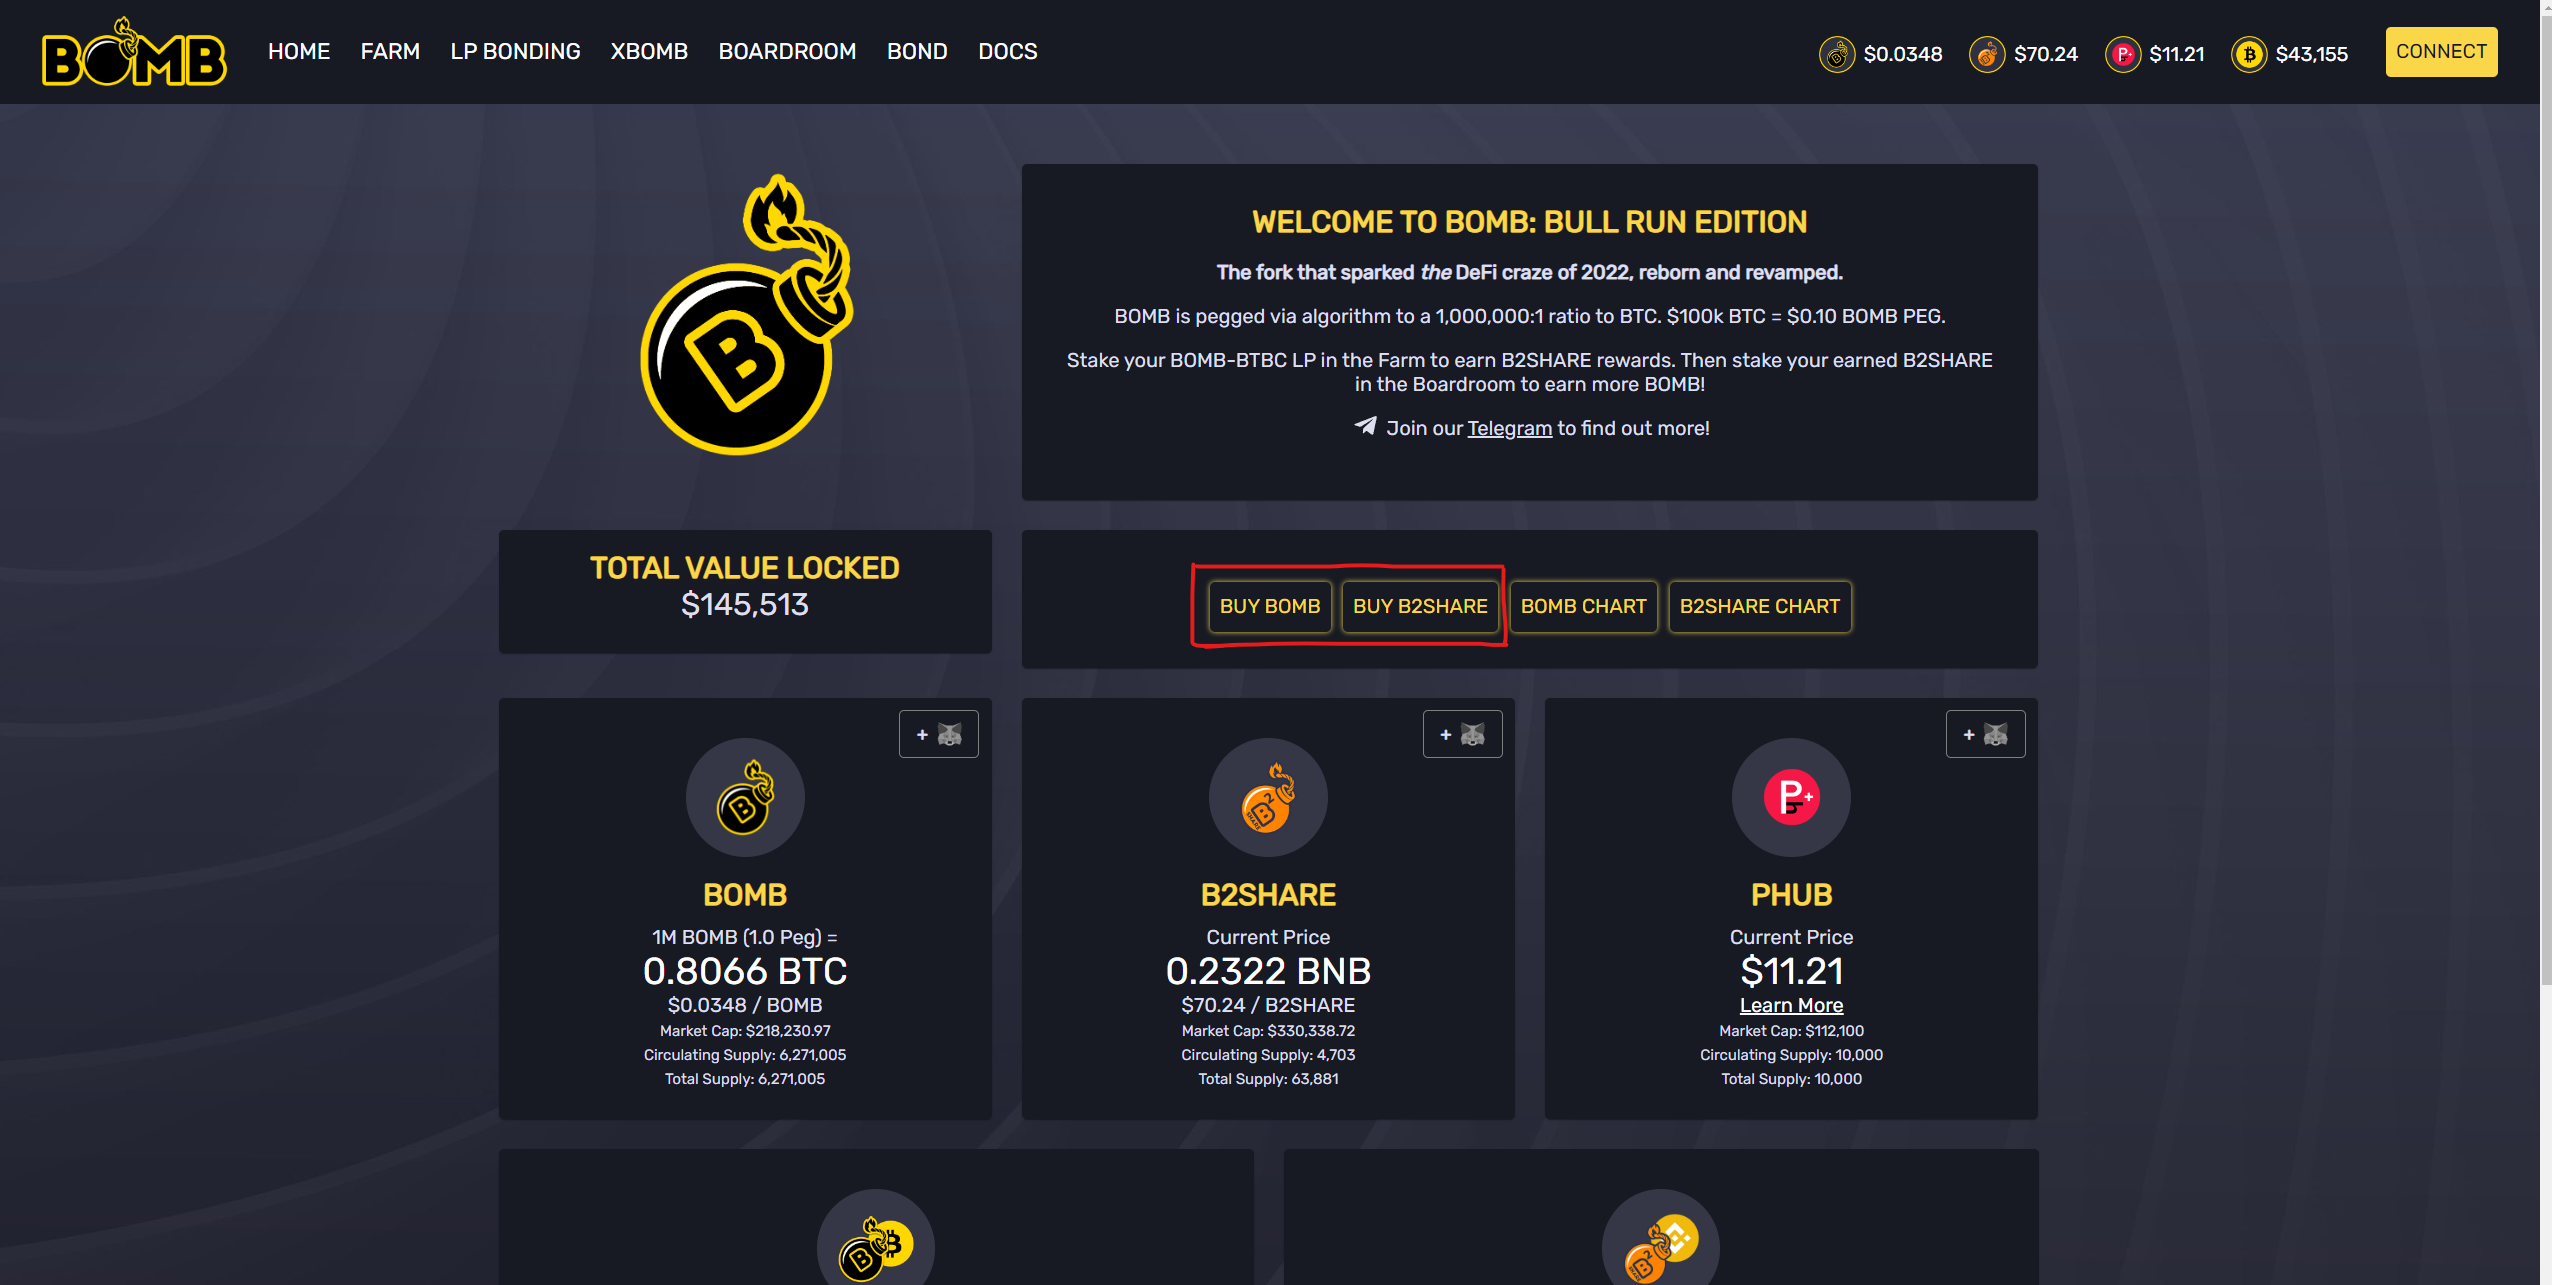 BOMB
HOME FARM LP BONDING XBOMB BOARDROOM BOND DOCS
$0.0348 $70.24 $11.21 $43,155 CONNECT
WELCOME TO BOMB: BULL RUN EDITION
The fork that sparked the DeFi craze of 2022, reborn and revamped.
BOMB is pegged via algorithm to a 1,000,000:1 ratio to BTC. $100k BTC = $0.10 BOMB PEG.
Stake your BOMB-BTBC LP in the Farm to earn B2SHARE rewards. Then stake your earned B2SHARE
in the Boardroom to earn more BOMB!
Join our Telegram to find out more!
TOTAL VALUE LOCKED
$145,513
BUY BOMB BUY B2SHARE BOMB CHART B2SHARE CHART
+
BOMB
1M BOMB (1.0 Peg) =
0.8066 BTC
$0.0348 / BOMB
Market Cap: $218,230.97
Circulating Supply: 6,271,005
Total Supply: 6,271,005
+
B2SHARE
Current Price
0.2322 BNB
$70.24 / B2SHARE
Market Cap: $330,338.72
Circulating Supply: 4,703
Total Supply: 63,881
+
PHUB
Current Price
$11.21
Learn More
Market Cap: $112,100
Circulating Supply: 10,000
Total Supply: 10,000